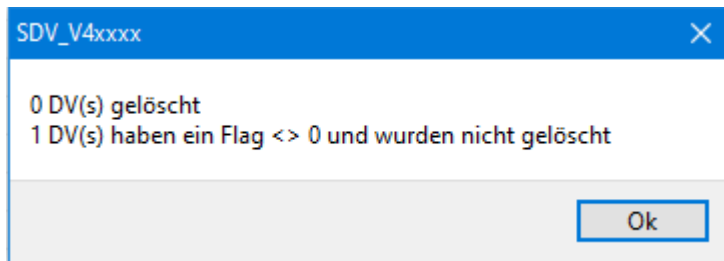 SDV_V4xxxx
0 DV(s) gelöscht
1 DV(s) haben ein Flag <> 0 und wurden nicht gelöscht
Ok